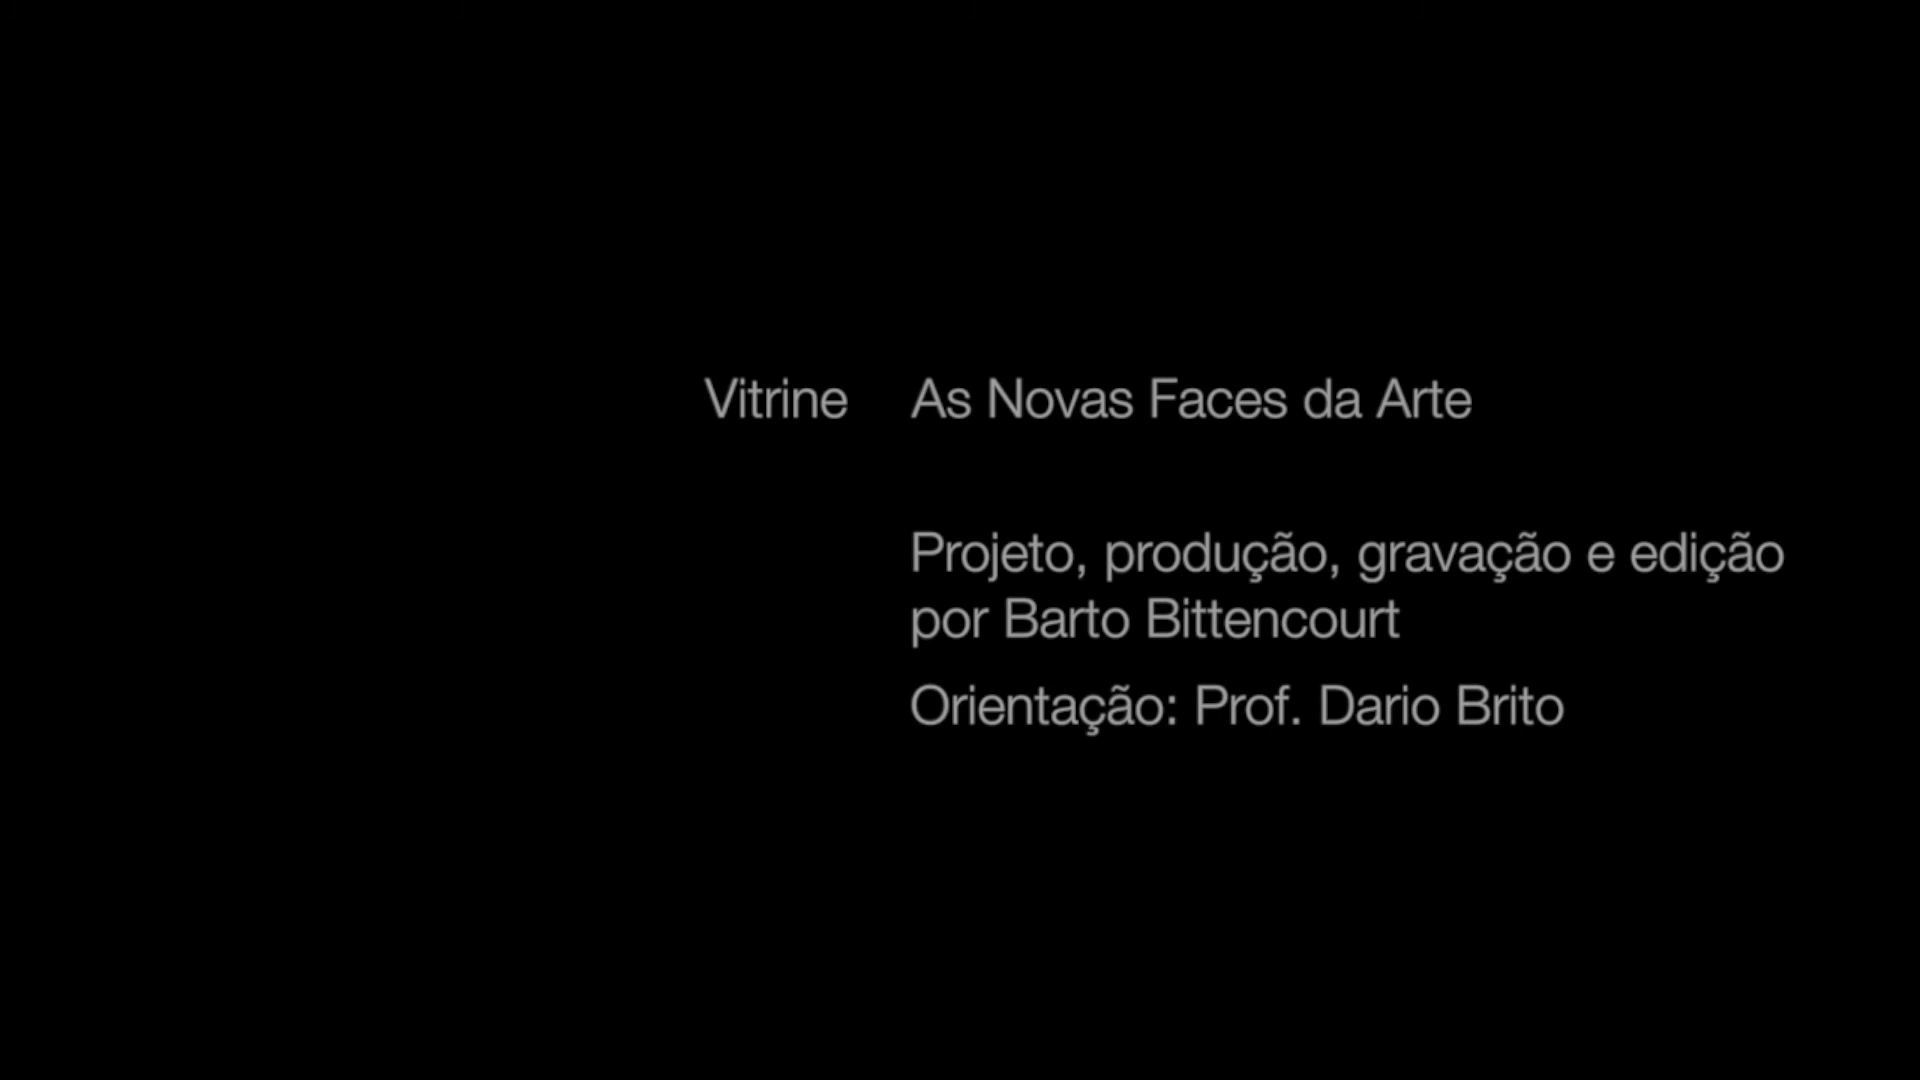 Vitrine As Novas Faces da Arte
Projeto, produção, gravação e edição
por Barto Bittencourt
Orientação: Prof. Dario Brito